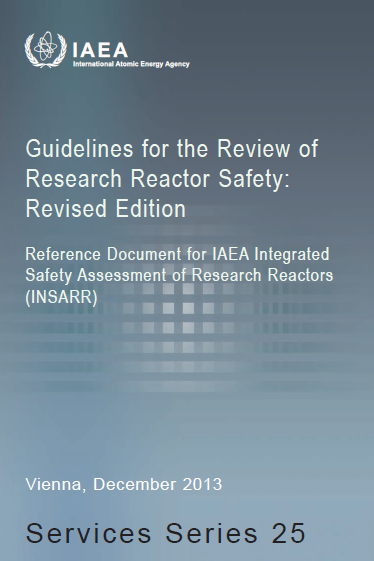 IAEA
International Atomic Energy Agency
Guidelines for the Review of
Research Reactor Safety:
Revised Edition
Reference Document for IAEA Integrated
Safety Assessment of Research Reactors
(INSARR)
Vienna, December 2013
Services Series 25